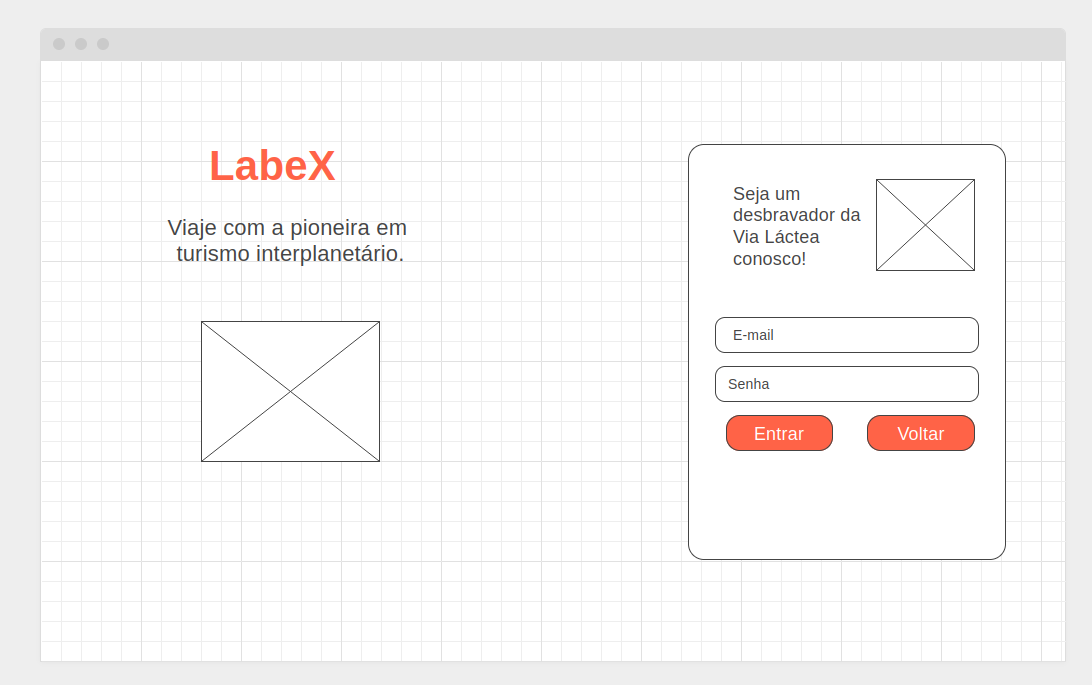 LabeX
Viaje com a pioneira em
turismo interplanetário.
Seja um
desbravador da
Via Láctea
conosco!
E-mail
Senha
Entrar
Voltar